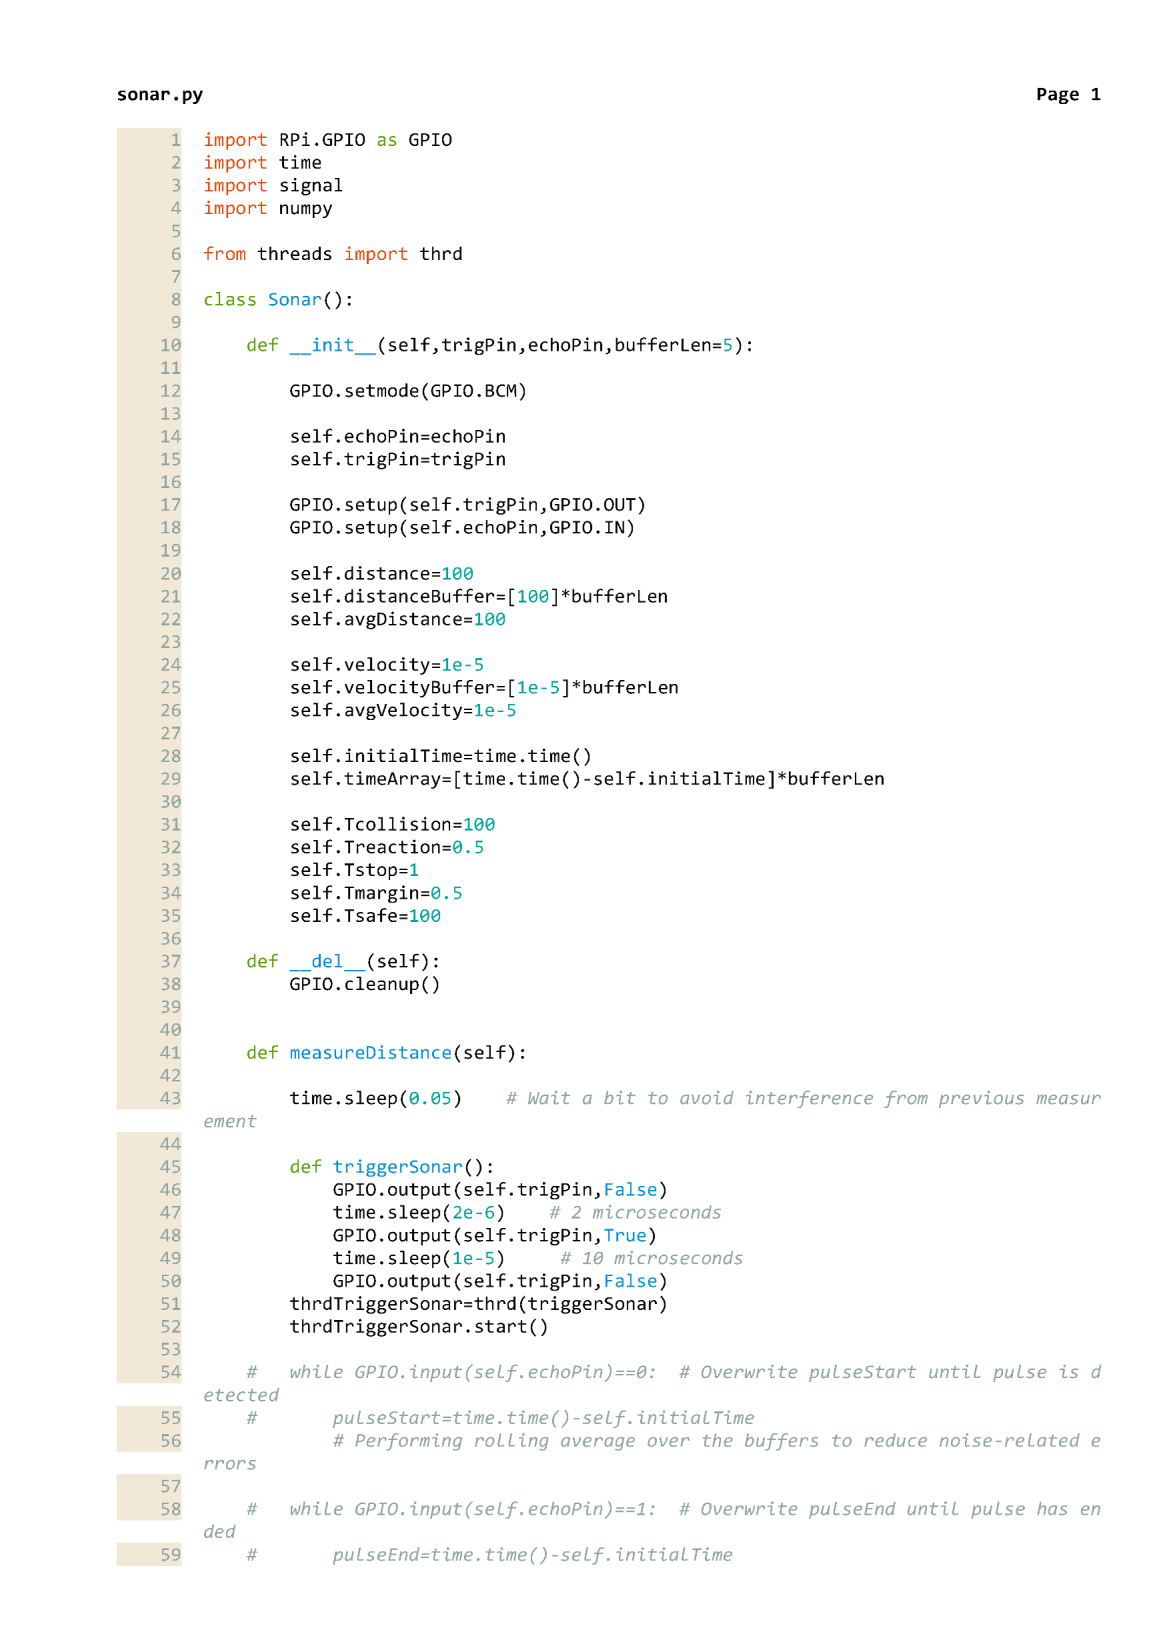 sonar.py Page 1
1 import RPi.GPIO as GPIO
2 import time
3 import signal
4 import numpy
5
6 from threads import thrd
7
8 class Sonar():
9
10     def __init__(self,trigPin,echoPin,bufferLen=5):
11
12         GPIO.setmode(GPIO.BCM)
13
14         self.echoPin=echoPin
15         self.trigPin=trigPin
16
17         GPIO.setup(self.trigPin,GPIO.OUT)
18         GPIO.setup(self.echoPin,GPIO.IN)
19
20         self.distance=100
21         self.distanceBuffer=[100]*bufferLen
22         self.avgDistance=100
23
24         self.velocity=1e-5
25         self.velocityBuffer=[1e-5]*bufferLen
26         self.avgVelocity=1e-5
27
28         self.initialTime=time.time()
29         self.timeArray=[time.time()-self.initialTime]*bufferLen
30
31         self.Tcollision=100
32         self.Treaction=0.5
33         self.Tstop=1
34         self.Tmargin=0.5
35         self.Tsafe=100
36
37     def __del__(self):
38         GPIO.cleanup()
39
40
41     def measureDistance(self):
42
43         time.sleep(0.05)    # Wait a bit to avoid interference from previous measur
ement
44
45         def triggerSonar():
46             GPIO.output(self.trigPin,False)
47             time.sleep(2e-6)    # 2 microseconds
48             GPIO.output(self.trigPin,True)
49             time.sleep(1e-5)     # 10 microseconds
50             GPIO.output(self.trigPin,False)
51         thrdTriggerSonar=thrd(triggerSonar)
52         thrdTriggerSonar.start()
53
54     #   while GPIO.input(self.echoPin)==0:  # Overwrite pulseStart until pulse is d
etected
55     #       pulseStart=time.time()-self.initialTime
56             # Performing rolling average over the buffers to reduce noise-related e
rrors
57
58     #   while GPIO.input(self.echoPin)==1:  # Overwrite pulseEnd until pulse has en
ded
59     #       pulseEnd=time.time()-self.initialTime